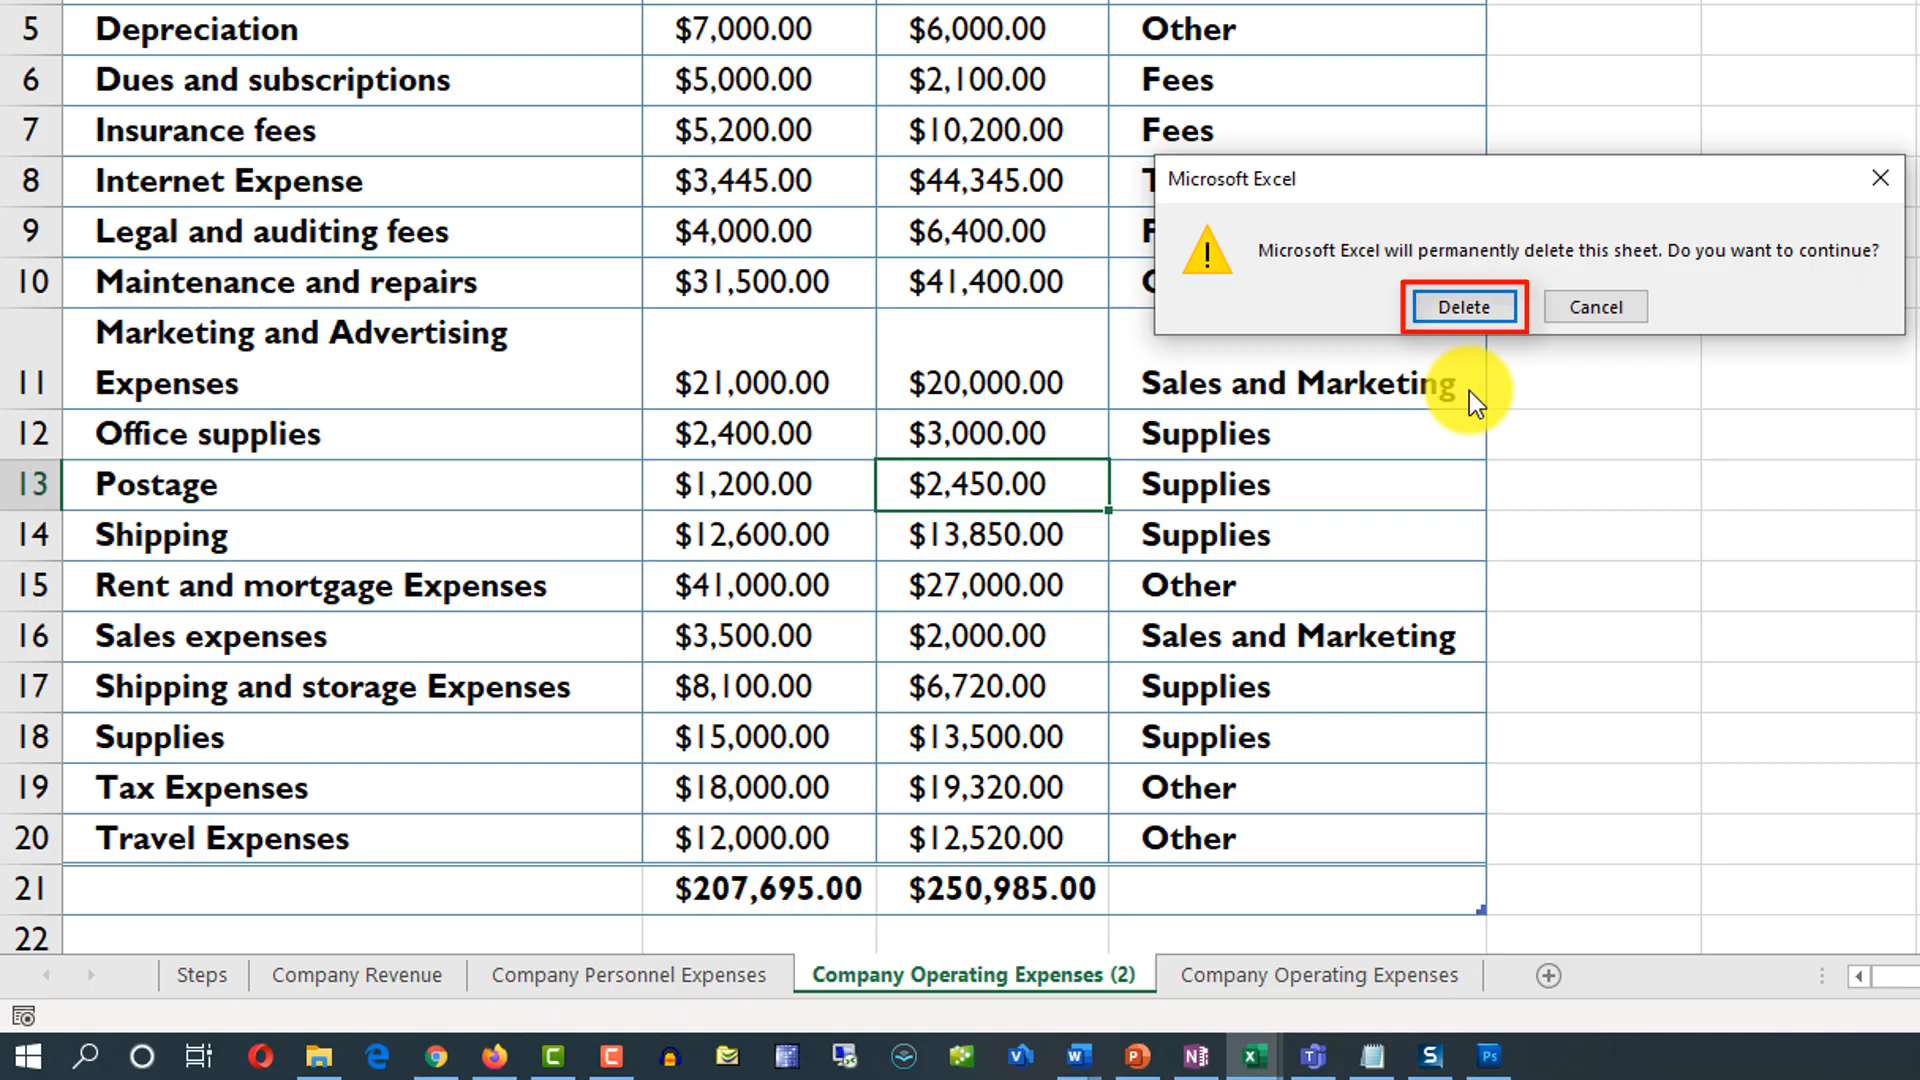 5 Depreciation $7,000.00 $6,000.00 Other
6 Dues and subscriptions $5,000.00 $2,100.00 Fees
7 Insurance fees $5,200.00 $10,200.00 Fees
8 Internet Expense $3,445.00 $44,345.00 T
9 Legal and auditing fees $4,000.00 $6,400.00 F
10 Maintenance and repairs $31,500.00 $41,400.00
Marketing and Advertising
11 Expenses $21,000.00 $20,000.00 Sales and Marketing
12 Office supplies $2,400.00 $3,000.00 Supplies
13 Postage $1,200.00 $2,450.00 Supplies
14 Shipping $12,600.00 $13,850.00 Supplies
15 Rent and mortgage Expenses $41,000.00 $27,000.00 Other
16 Sales expenses $3,500.00 $2,000.00 Sales and Marketing
17 Shipping and storage Expenses $8,100.00 $6,720.00 Supplies
18 Supplies $15,000.00 $13,500.00 Supplies
19 Tax Expenses $18,000.00 $19,320.00 Other
20 Travel Expenses $12,000.00 $12,520.00 Other
21 $207,695.00 $250,985.00
22
Microsoft Excel
Microsoft Excel will permanently delete this sheet. Do you want to continue?
Delete Cancel
Steps Company Revenue Company Personnel Expenses Company Operating Expenses (2) Company Operating Expenses